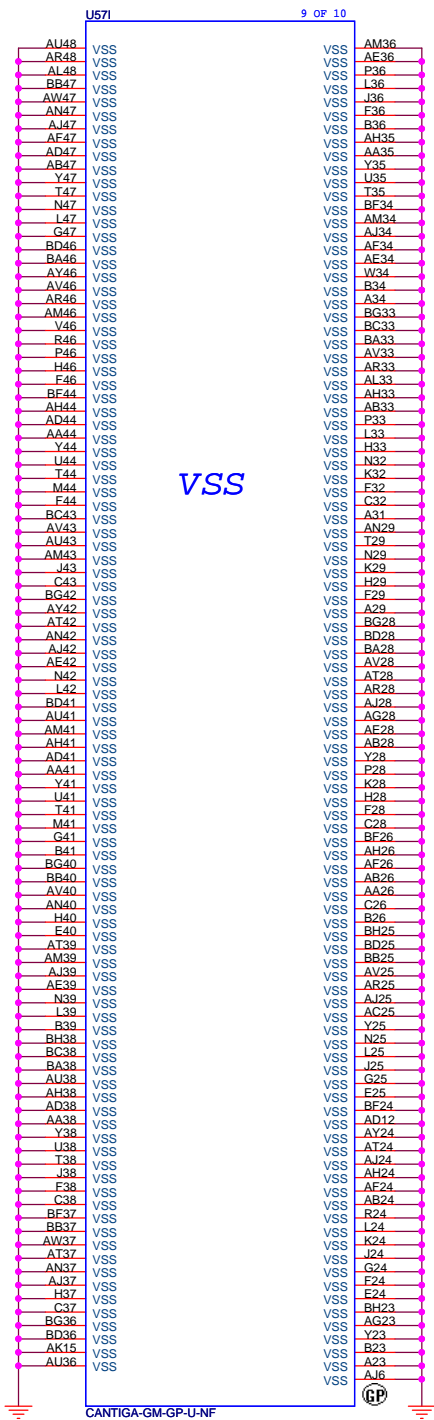 U57I 9 OF 10
AU48 VSS VSS AM36
AR48 VSS VSS AE36
AL48 VSS VSS P36
BB47 VSS VSS L36
AW47 VSS VSS J36
AN47 VSS VSS F36
AJ47 VSS VSS B36
AF47 VSS VSS AH35
AD47 VSS VSS AA35
AB47 VSS VSS Y35
Y47 VSS VSS U35
T47 VSS VSS T35
N47 VSS VSS BF34
L47 VSS VSS AM34
G47 VSS VSS AJ34
BD46 VSS VSS AF34
BA46 VSS VSS AE34
AY46 VSS VSS W34
AV46 VSS VSS B34
AR46 VSS VSS A34
AM46 VSS VSS BG33
V46 VSS VSS BC33
R46 VSS VSS BA33
P46 VSS VSS AV33
H46 VSS VSS AR33
F46 VSS VSS AL33
BF44 VSS VSS AH33
AH44 VSS VSS AB33
AD44 VSS VSS P33
AA44 VSS VSS L33
Y44 VSS VSS H33
U44 VSS VSS N32
T44 VSS VSS K32
M44 VSS VSS F32
F44 VSS VSS C32
BC43 VSS VSS A31
AV43 VSS VSS AN29
AU43 VSS VSS T29
AM43 VSS VSS N29
J43 VSS VSS K29
C43 VSS VSS H29
BG42 VSS VSS F29
AY42 VSS VSS A29
AT42 VSS VSS BG28
AN42 VSS VSS BD28
AJ42 VSS VSS BA28
AE42 VSS VSS AV28
N42 VSS VSS AT28
L42 VSS VSS AR28
BD41 VSS VSS AJ28
AU41 VSS VSS AG28
AM41 VSS VSS AE28
AH41 VSS VSS AB28
AD41 VSS VSS Y28
AA41 VSS VSS P28
Y41 VSS VSS K28
U41 VSS VSS H28
T41 VSS VSS F28
M41 VSS VSS C28
G41 VSS VSS BF26
B41 VSS VSS AH26
BG40 VSS VSS AF26
BB40 VSS VSS AB26
AV40 VSS VSS AA26
AN40 VSS VSS C26
H40 VSS VSS B26
E40 VSS VSS BH25
AT39 VSS VSS BD25
AM39 VSS VSS BB25
AJ39 VSS VSS AV25
AE39 VSS VSS AR25
N39 VSS VSS AJ25
L39 VSS VSS AC25
B39 VSS VSS Y25
BH38 VSS VSS N25
BC38 VSS VSS L25
BA38 VSS VSS J25
AU38 VSS VSS G25
AH38 VSS VSS E25
AD38 VSS VSS BF24
AA38 VSS VSS AD12
Y38 VSS VSS AY24
U38 VSS VSS AT24
T38 VSS VSS AJ24
J38 VSS VSS AH24
F38 VSS VSS AF24
C38 VSS VSS AB24
BF37 VSS VSS R24
BB37 VSS VSS L24
AW37 VSS VSS K24
AT37 VSS VSS J24
AN37 VSS VSS G24
AJ37 VSS VSS F24
H37 VSS VSS E24
C37 VSS VSS BH23
BG36 VSS VSS AG23
BD36 VSS VSS Y23
AK15 VSS VSS B23
AU36 VSS VSS A23
VSS AJ6
VSS
GP
CANTIGA-GM-GP-U-NF